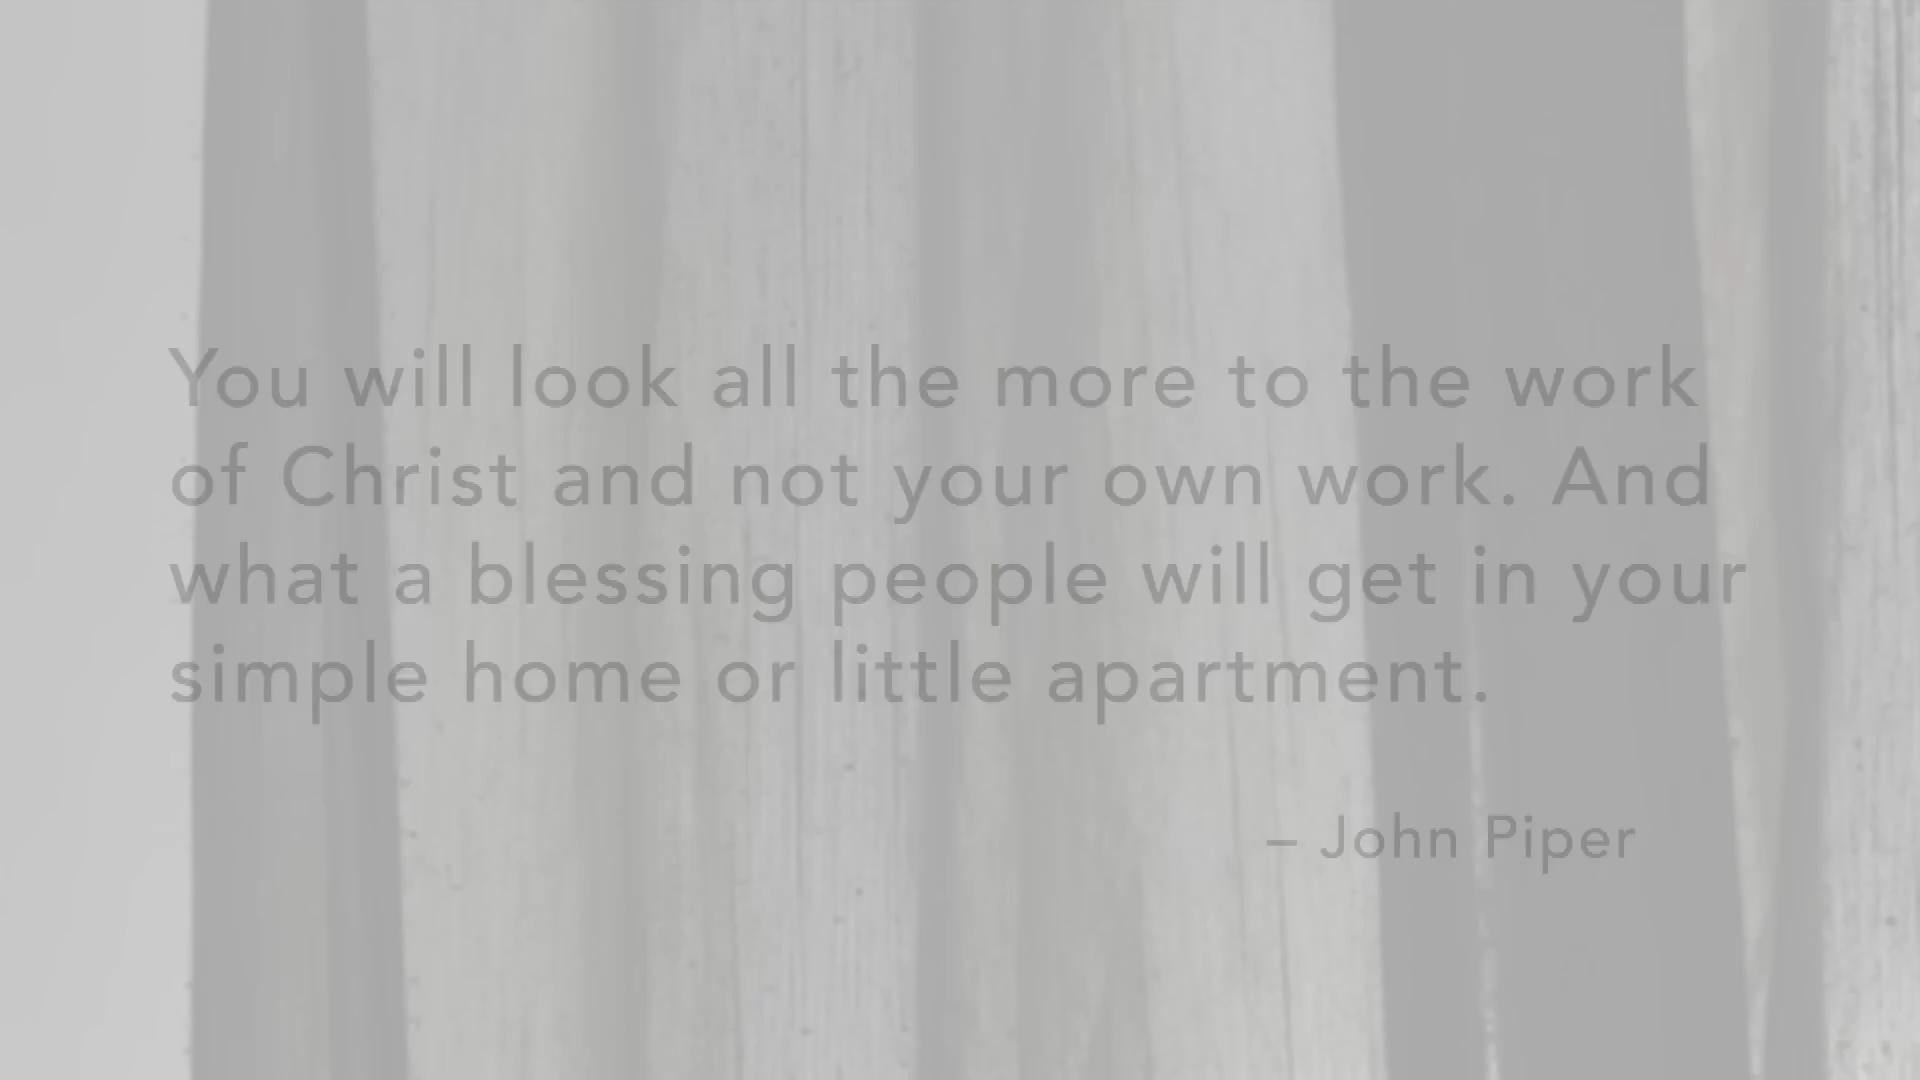 You will look all the more to the work
of Christ and not your own work. And
what a blessing people will get in your
simple home or little apartment.
– John Piper